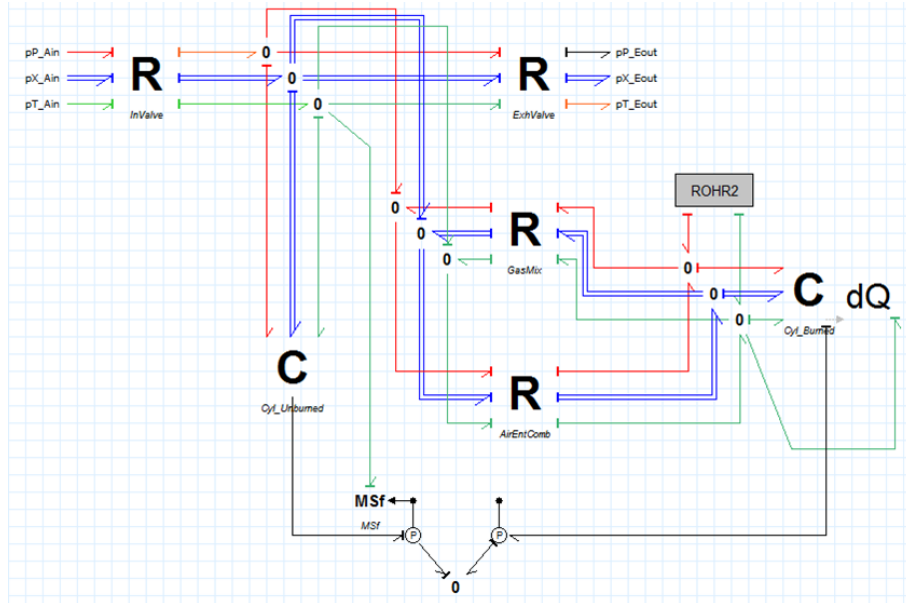 pP_Ain
R
0
R
pP_Eout
pX_Ain
0
pX_Eout
pT_Ain
0
pT_Eout
InValve
ExhValve
ROHR2
0
R
0
0
GasMix
0
C
dQ
0
0
Cyl_Burned
C
R
Cyl_Unburned
AirEntComb
MSf
MSf
P
P
0